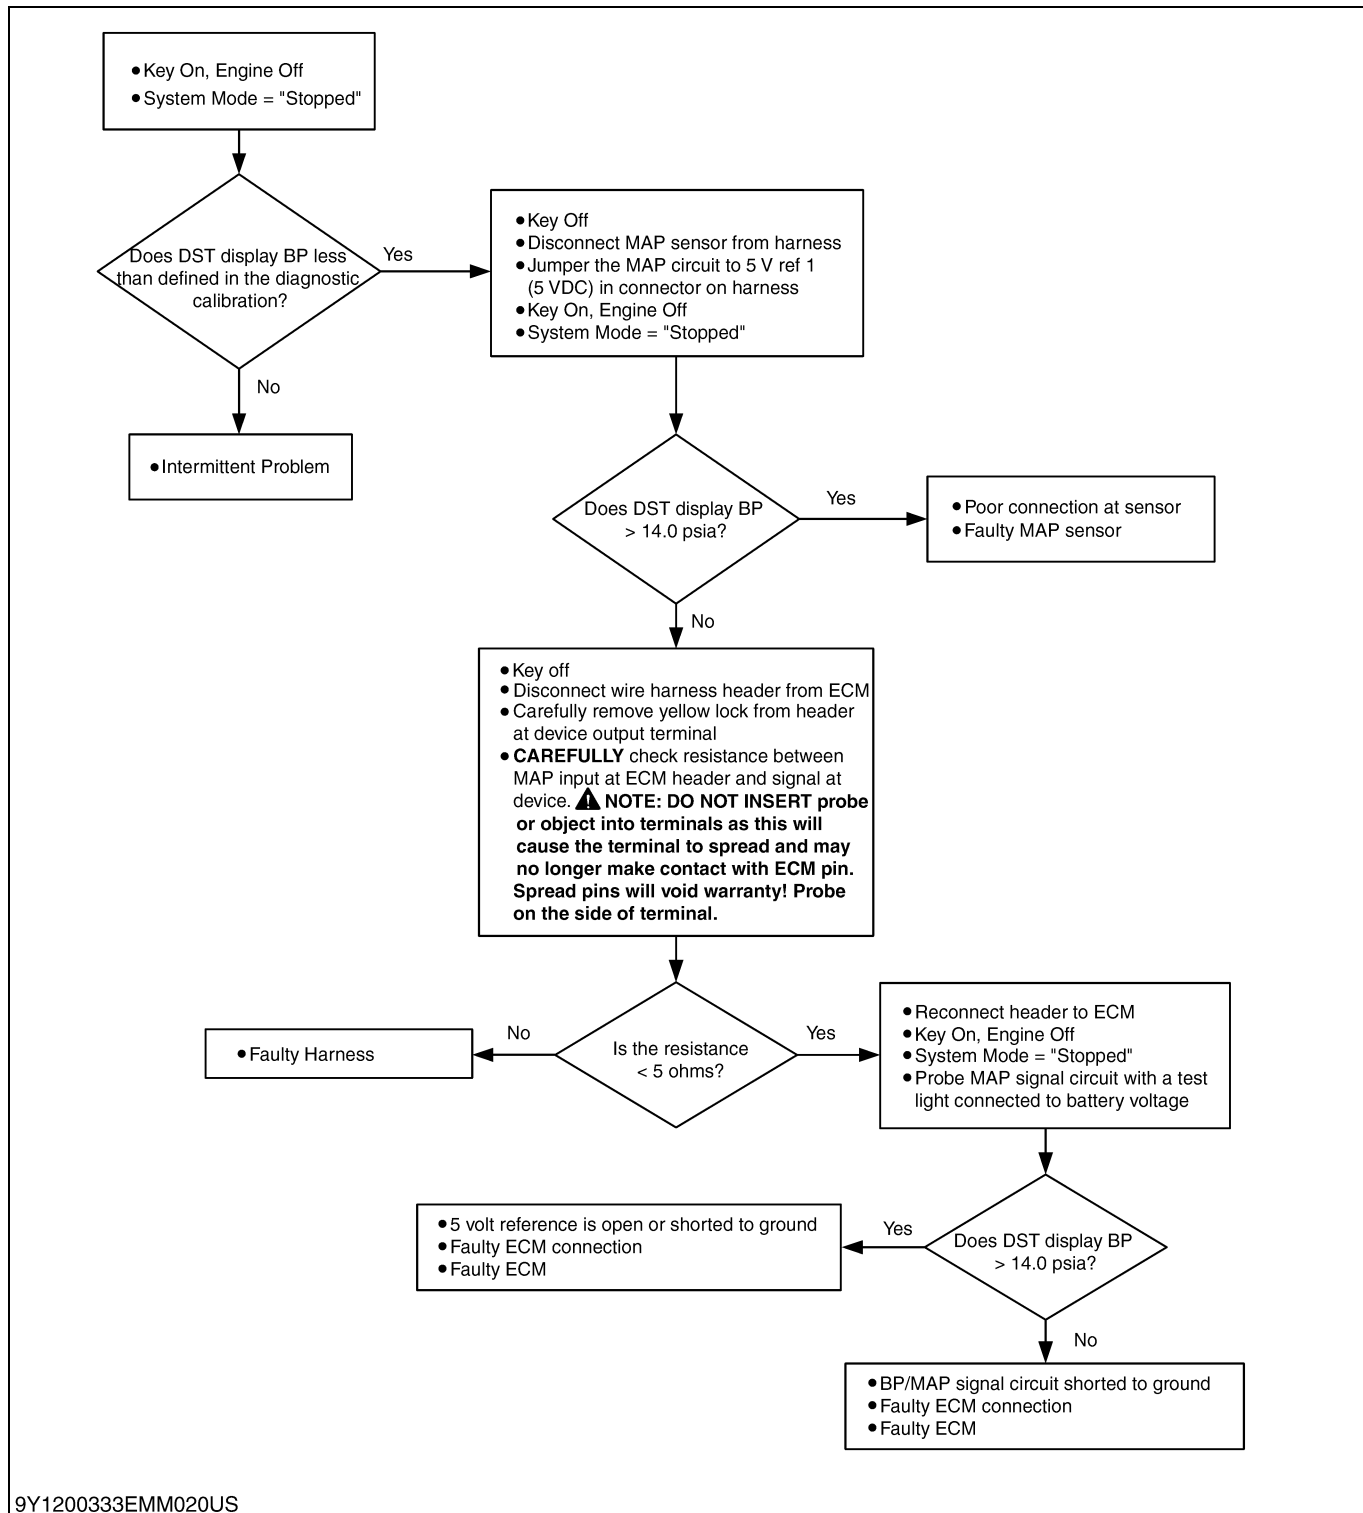 ●Key On, Engine Off
●System Mode = "Stopped"
Does DST display BP less
than defined in the diagnostic
calibration?
Yes
●Key Off
●Disconnect MAP sensor from harness
●Jumper the MAP circuit to 5 V ref 1
(5 VDC) in connector on harness
●Key On, Engine Off
●System Mode = "Stopped"
No
●Intermittent Problem
Does DST display BP
> 14.0 psia?
Yes
●Poor connection at sensor
●Faulty MAP sensor
No
●Key off
●Disconnect wire harness header from ECM
●Carefully remove yellow lock from header
at device output terminal
●CAREFULLY check resistance between
MAP input at ECM header and signal at
device. NOTE: DO NOT INSERT probe
or object into terminals as this will
cause the terminal to spread and may
no longer make contact with ECM pin.
Spread pins will void warranty! Probe
on the side of terminal.
Is the resistance
< 5 ohms?
No
●Faulty Harness
Yes
●Reconnect header to ECM
●Key On, Engine Off
●System Mode = "Stopped"
●Probe MAP signal circuit with a test
light connected to battery voltage
Does DST display BP
> 14.0 psia?
Yes
●5 volt reference is open or shorted to ground
●Faulty ECM connection
●Faulty ECM
No
●BP/MAP signal circuit shorted to ground
●Faulty ECM connection
●Faulty ECM
9Y1200333EMM020US